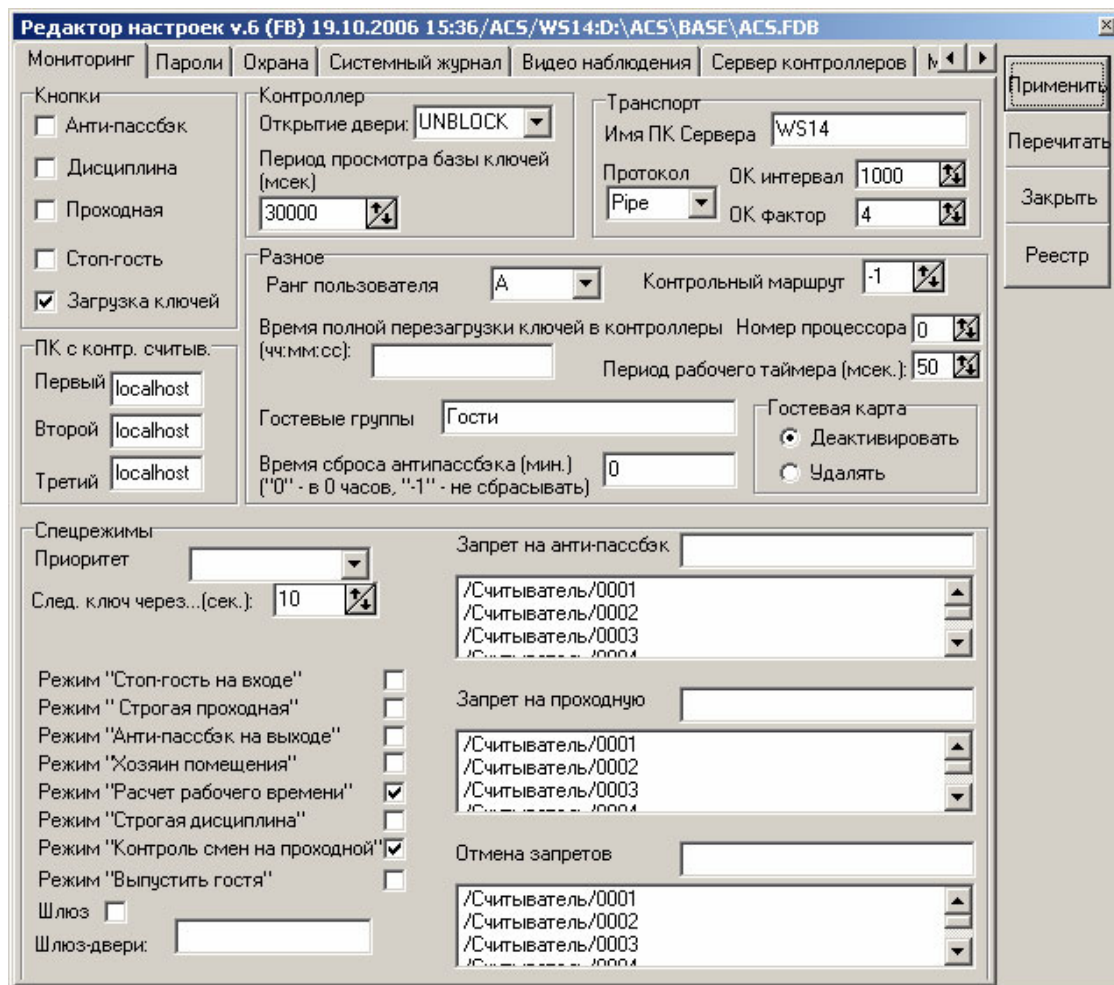 Редактор настроек v.6 (FB) 19.10.2006 15:36/ACS/WS14:D:\ACS\BASE\ACS.FDB
Мониторинг
Пароли
Охрана
Системный журнал
Видео наблюдения
Сервер контроллеров
Применить
Перечитать
Закрыть
Реестр
Кнопки
Анти-пассбэк
Дисциплина
Проходная
Стоп-гость
Загрузка ключей
Контроллер
Открытие двери: UNBLOCK
Период просмотра базы ключей
(мсек)
30000
Транспорт
Имя ПК Сервера WS14
Протокол
Pipe
ОК интервал 1000
ОК фактор 4
ПК с контр. считыв.
Первый localhost
Второй localhost
Третий localhost
Разное
Ранг пользователя A
Контрольный маршрут -1
Время полной перезагрузки ключей в контроллеры
(чч:мм:сс):
Номер процессора 0
Период рабочего таймера (мсек.): 50
Гостевые группы Гости
Гостевая карта
Деактивировать
Удалять
Время сброса антипассбэка (мин.)
("0" - в 0 часов, "-1" - не сбрасывать)
0
Спецрежимы
Приоритет
След. ключ через...(сек.): 10
Режим "Стоп-гость на входе"
Режим " Строгая проходная"
Режим "Анти-пассбэк на выходе"
Режим "Хозяин помещения"
Режим "Расчет рабочего времени"
Режим "Строгая дисциплина"
Режим "Контроль смен на проходной"
Режим "Выпустить гостя"
Шлюз
Шлюз-двери:
Запрет на анти-пассбэк
/Считыватель/0001
/Считыватель/0002
/Считыватель/0003
/Считыватель/0004
Запрет на проходную
/Считыватель/0001
/Считыватель/0002
/Считыватель/0003
/Считыватель/0004
Отмена запретов
/Считыватель/0001
/Считыватель/0002
/Считыватель/0003
/Считыватель/0004